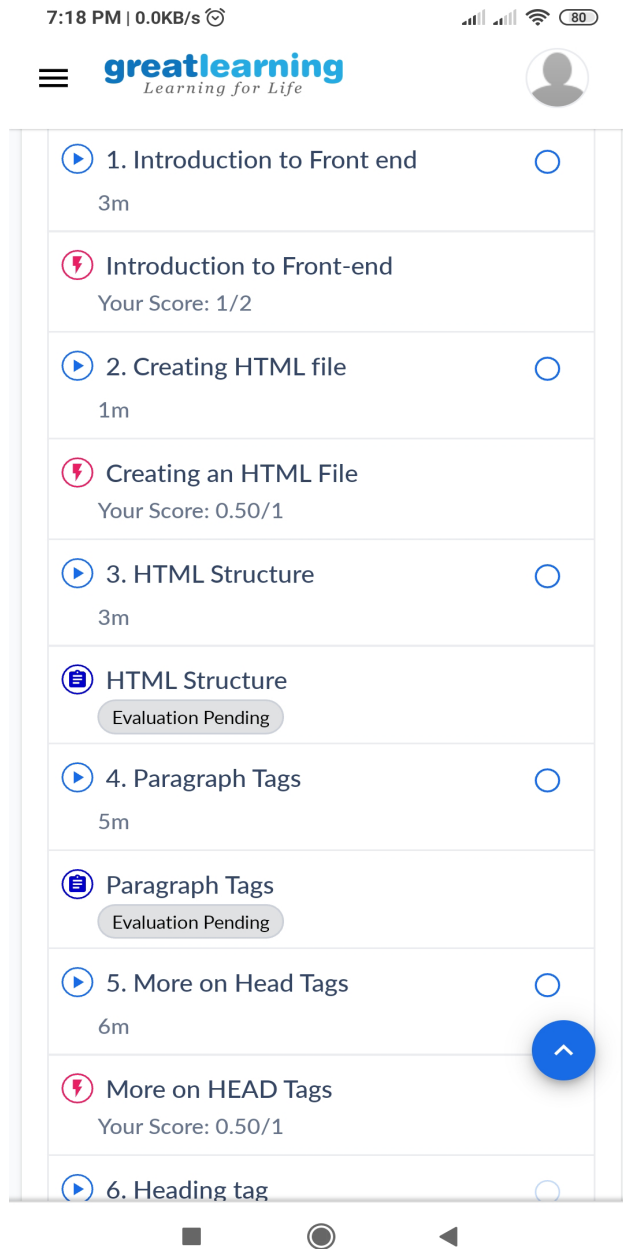 7:18 PM | 0.0KB/s
80
greatlearning
Learning for Life
1. Introduction to Front end
3m
Introduction to Front-end
Your Score: 1/2
2. Creating HTML file
1m
Creating an HTML File
Your Score: 0.50/1
3. HTML Structure
3m
HTML Structure
Evaluation Pending
4. Paragraph Tags
5m
Paragraph Tags
Evaluation Pending
5. More on Head Tags
6m
More on HEAD Tags
Your Score: 0.50/1
6. Heading tag